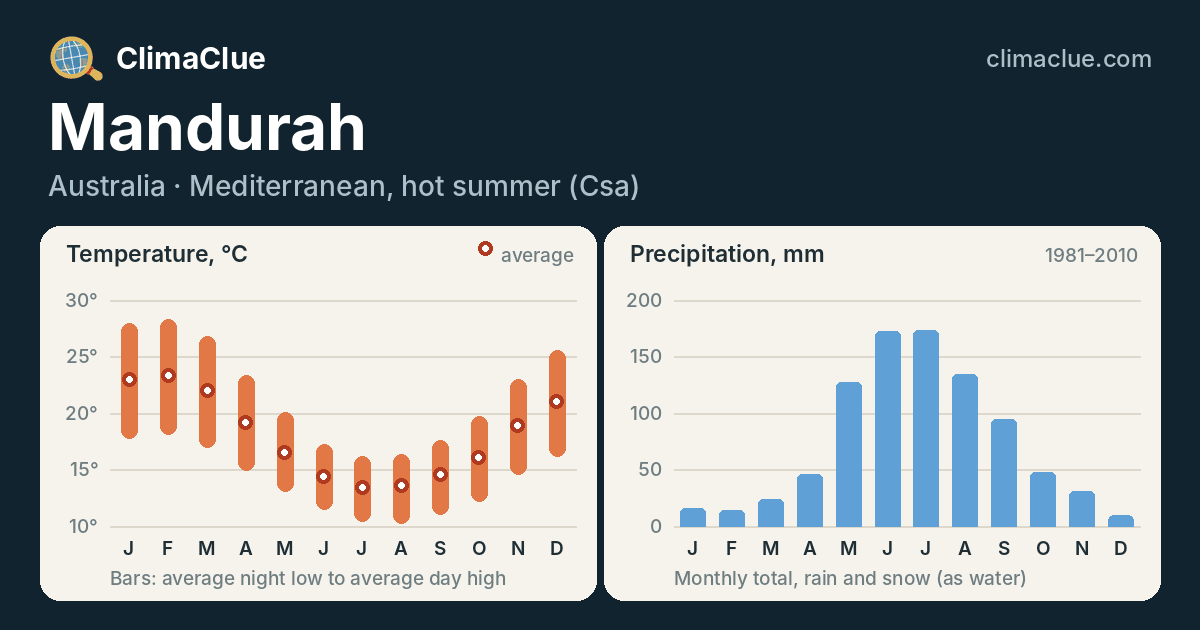 ClimaClue
climaclue.com
Mandurah
Australia · Mediterranean, hot summer (Csa)
Temperature, °C
average
30°
25°
20°
15°
10°
J F M A M J J A S O N D
Bars: average night low to average day high
Precipitation, mm
1981–2010
200
150
100
50
0
J F M A M J J A S O N D
Monthly total, rain and snow (as water)